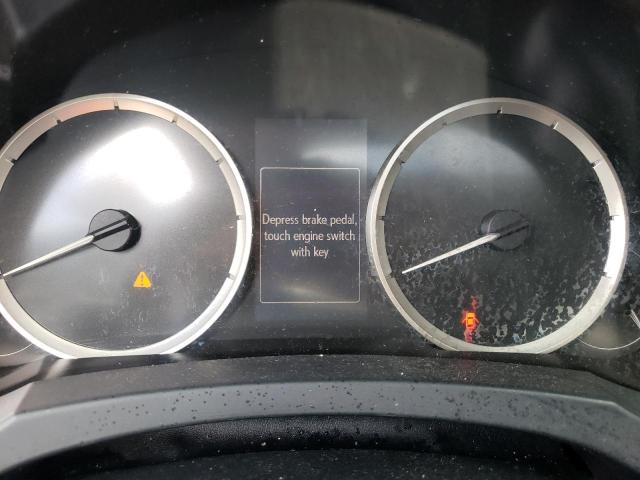 Depress brake pedal,
touch engine switch
with key